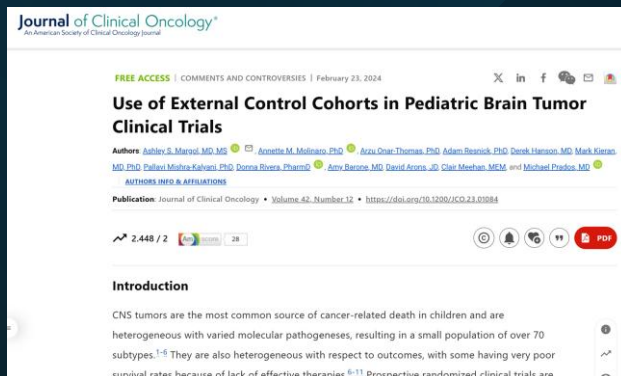 Journal of Clinical Oncology®
An American Society of Clinical Oncology Journal
FREE ACCESS | COMMENTS AND CONTROVERSIES | February 23, 2024
Use of External Control Cohorts in Pediatric Brain Tumor
Clinical Trials
Authors: Ashley S. Margol, MD, MS, Annette M. Molinaro, PhD, Arzu Onar-Thomas, PhD, Adam Resnick, PhD, Derek Hanson, MD, Mark Kieran,
MD, PhD, Pallavi Mishra-Kalyani, PhD, Donna Rivera, PharmD, Amy Barone, MD, David Arons, JD, Clair Meehan, MEM, and Michael Prados, MD
AUTHORS INFO & AFFILIATIONS
Publication: Journal of Clinical Oncology • Volume 42, Number 12 • https://doi.org/10.1200/JCO.23.01084
2.448 / 2
Am score 28
PDF
Introduction
CNS tumors are the most common source of cancer-related death in children and are
heterogeneous with varied molecular pathogeneses, resulting in a small population of over 70
subtypes.1-6 They are also heterogeneous with respect to outcomes, with some having very poor
survival rates because of lack of effective therapies.6-11 Prospective randomized clinical trials are